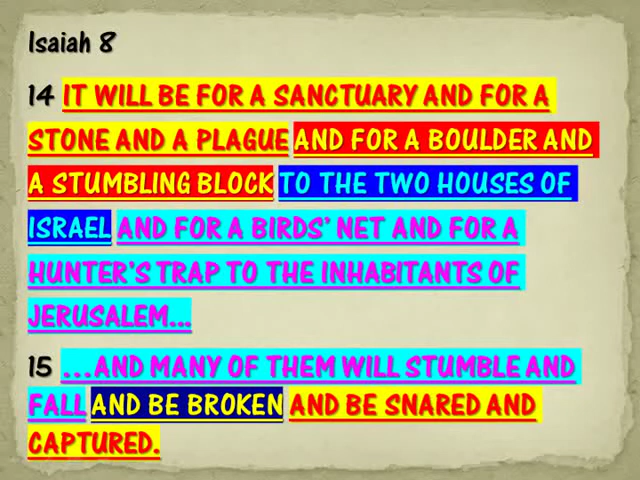 Isaiah 8
14 IT WILL BE FOR A SANCTUARY AND FOR A
STONE AND A PLAGUE AND FOR A BOULDER AND
A STUMBLING BLOCK TO THE TWO HOUSES OF
ISRAEL AND FOR A BIRDS' NET AND FOR A
HUNTER'S TRAP TO THE INHABITANTS OF
JERUSALEM...
15 ...AND MANY OF THEM WILL STUMBLE AND
FALL AND BE BROKEN AND BE SNARED AND
CAPTURED.